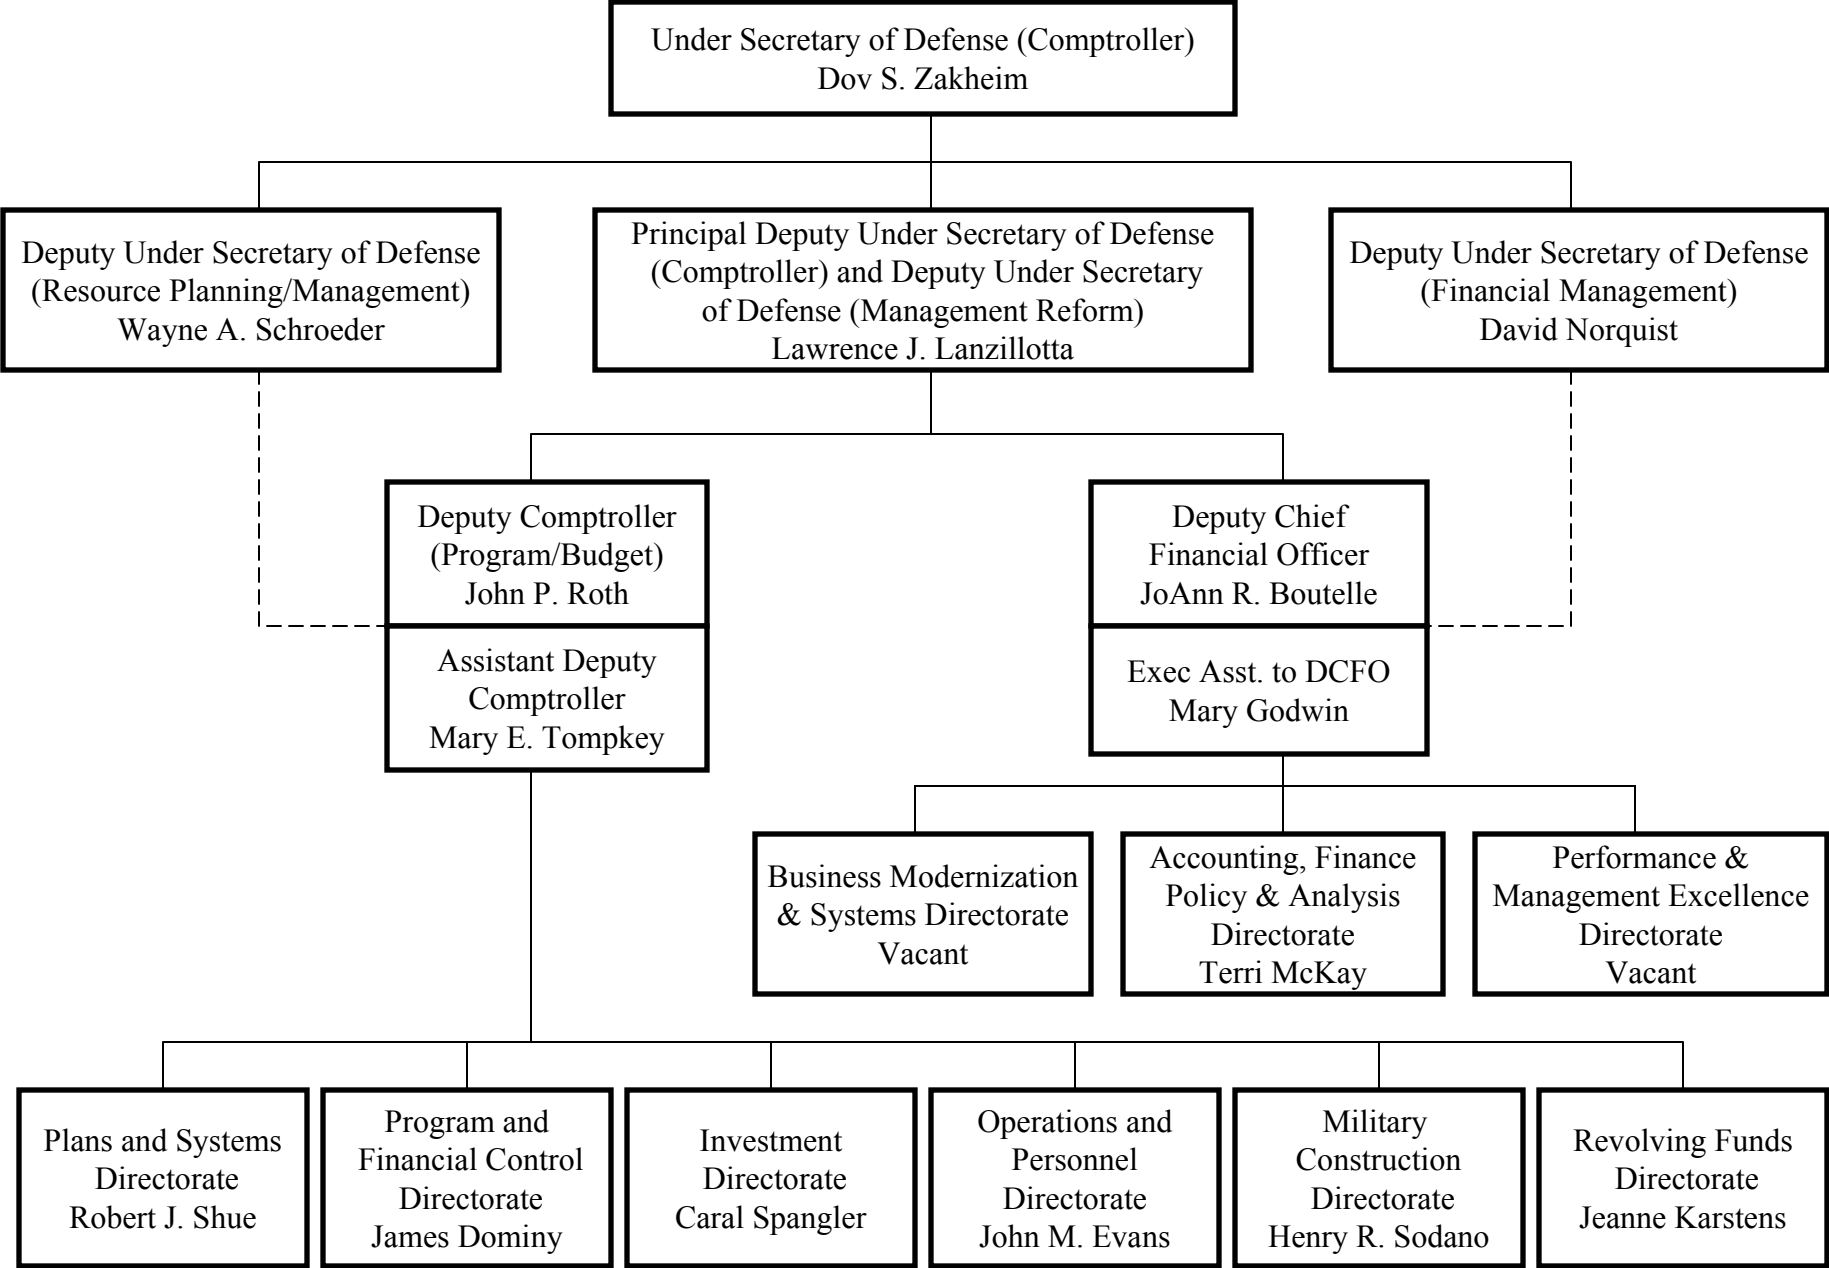 Under Secretary of Defense (Comptroller)
Dov S. Zakheim
Deputy Under Secretary of Defense
(Resource Planning/Management)
Wayne A. Schroeder
Principal Deputy Under Secretary of Defense
(Comptroller) and Deputy Under Secretary
of Defense (Management Reform)
Lawrence J. Lanzillotta
Deputy Under Secretary of Defense
(Financial Management)
David Norquist
Deputy Comptroller
(Program/Budget)
John P. Roth
Assistant Deputy
Comptroller
Mary E. Tompkey
Deputy Chief
Financial Officer
JoAnn R. Boutelle
Exec Asst. to DCFO
Mary Godwin
Business Modernization
& Systems Directorate
Vacant
Accounting, Finance
Policy & Analysis
Directorate
Terri McKay
Performance &
Management Excellence
Directorate
Vacant
Plans and Systems
Directorate
Robert J. Shue
Program and
Financial Control
Directorate
James Dominy
Investment
Directorate
Caral Spangler
Operations and
Personnel
Directorate
John M. Evans
Military
Construction
Directorate
Henry R. Sodano
Revolving Funds
Directorate
Jeanne Karstens